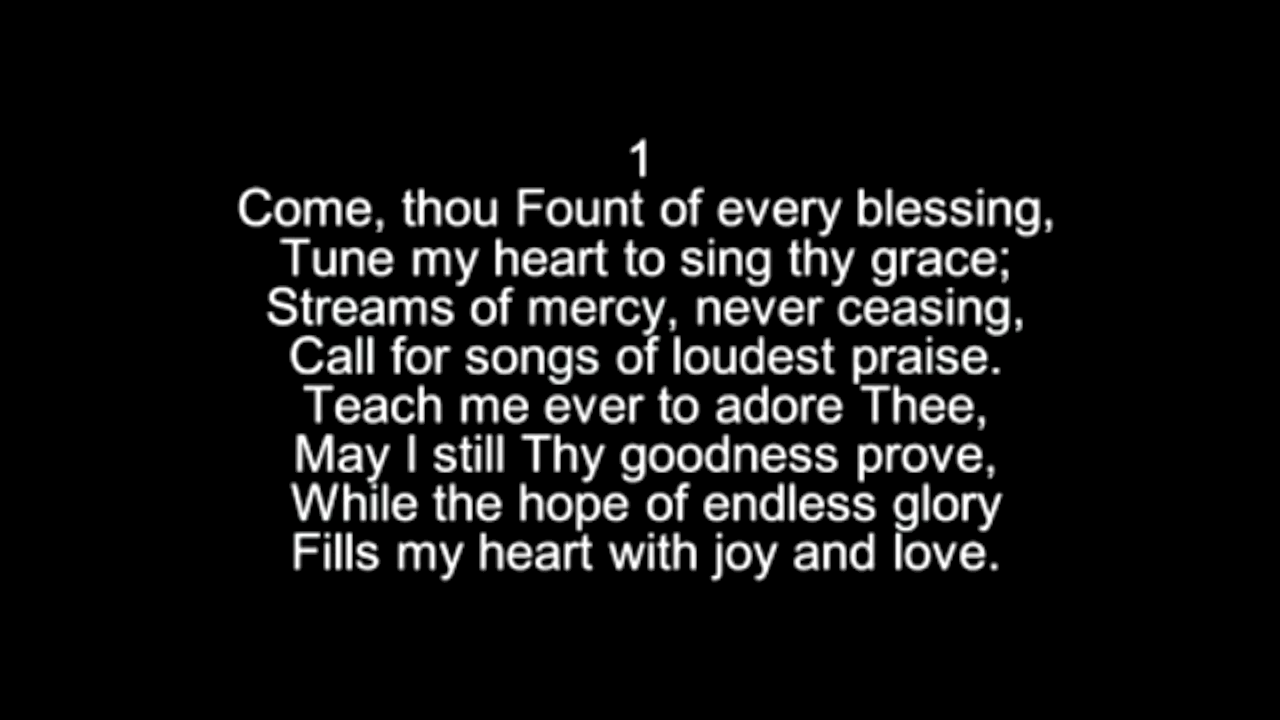 1
Come, thou Fount of every blessing,
Tune my heart to sing thy grace;
Streams of mercy, never ceasing,
Call for songs of loudest praise.
Teach me ever to adore Thee,
May I still Thy goodness prove,
While the hope of endless glory
Fills my heart with joy and love.